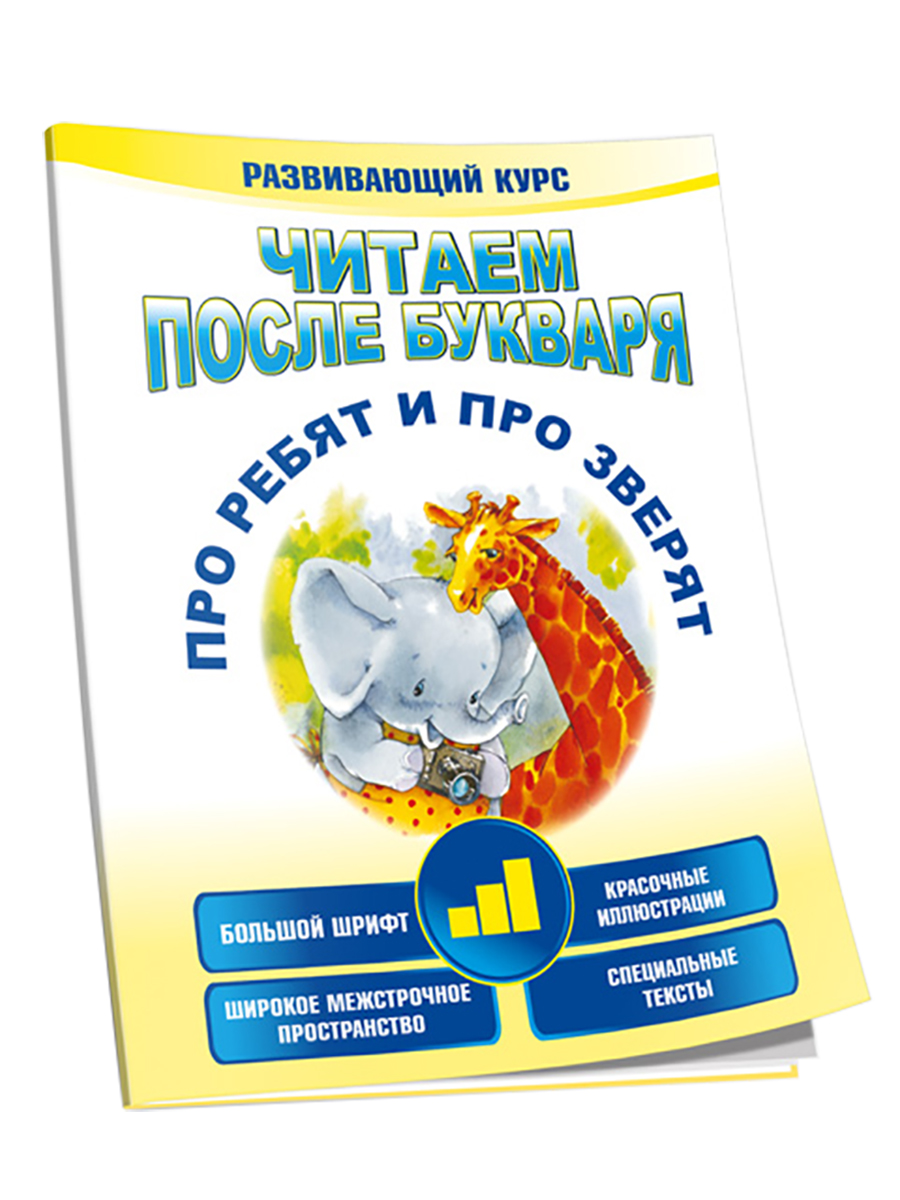 РАЗВИВАЮЩИЙ КУРС
ЧИТАЕМ
ПОСЛЕ БУКВАРЯ
ПРО РЕБЯТ И ПРО ЗВЕРЯТ
БОЛЬШОЙ ШРИФТ
КРАСОЧНЫЕ
ИЛЛЮСТРАЦИИ
ШИРОКОЕ МЕЖСТРОЧНОЕ
ПРОСТРАНСТВО
СПЕЦИАЛЬНЫЕ
ТЕКСТЫ